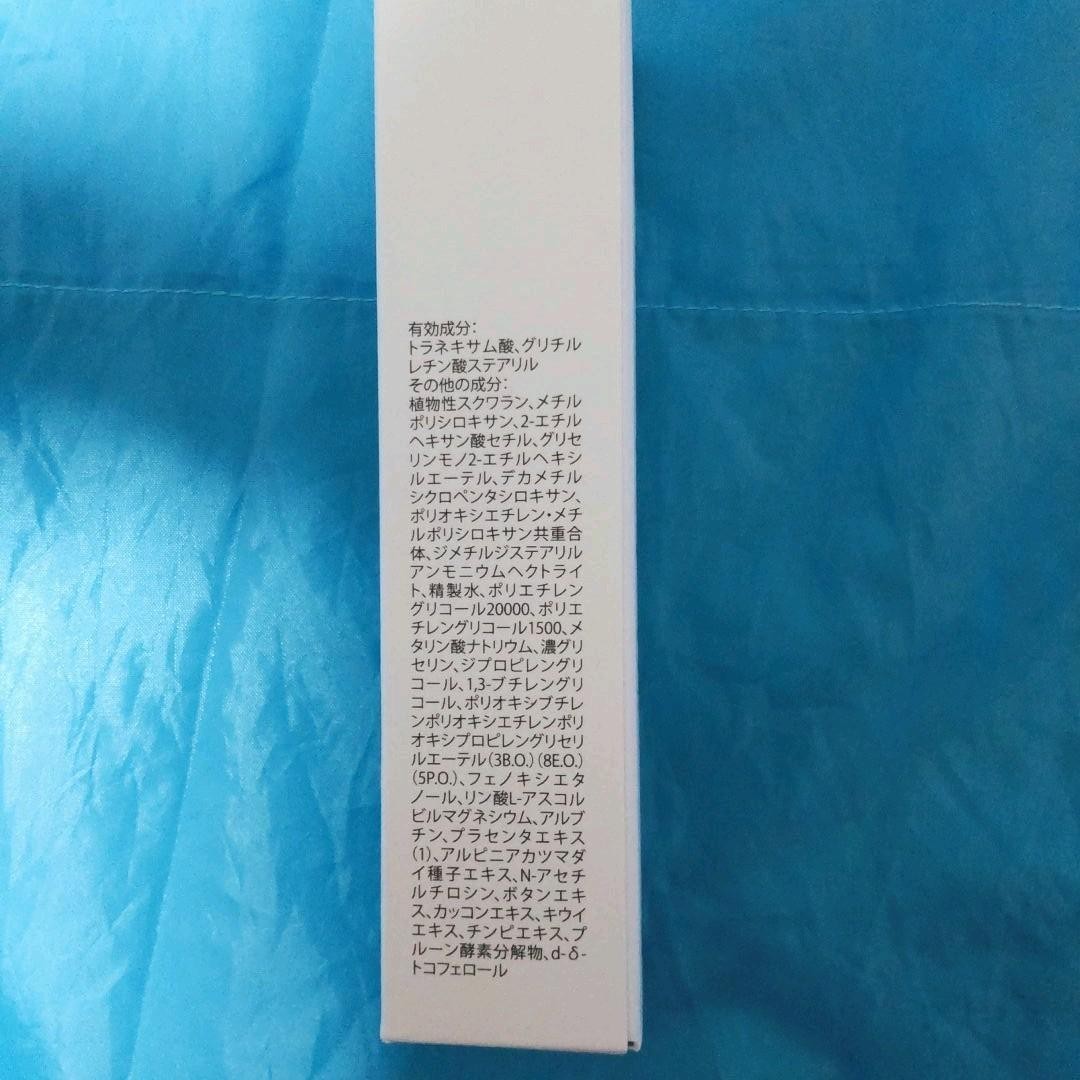 有効成分:
トラネキサム酸、グリチル
レチン酸ステアリル
その他の成分:
植物性スクワラン、メチル
ポリシロキサン、2-エチル
ヘキサン酸セチル、グリセ
リンモノ2-エチルヘキシ
ルエーテル、デカメチル
シクロペンタシロキサン、
ポリオキシエチレン・メチ
ルポリシロキサン共重合
体、ジメチルジステアリル
アンモニウムヘクトライ
ト、精製水、ポリエチレン
グリコール20000、ポリエ
チレングリコール1500、メ
タリン酸ナトリウム、濃グリ
セリン、ジプロピレングリ
コール、1,3-ブチレングリ
コール、ポリオキシブチレ
ンポリオキシエチレンポリ
オキシプロピレングリセリ
ルエーテル(3B.O.)(8E.O.)
(5P.O.)、フェノキシエタ
ノール、リン酸L-アスコル
ビルマグネシウム、アルブ
チン、プラセンタエキス
(1)、アルピニアカツマダ
イ種子エキス、N-アセチ
ルチロシン、ボタンエキ
ス、カッコンエキス、キウイ
エキス、チンピエキス、プ
ルーン酵素分解物、d-δ-
トコフェロール